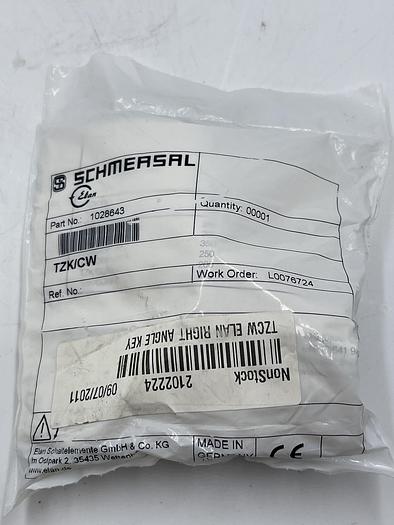 SCHMERSAL
Elan
Part No.: 1028643
Quantity: 00001
TZK/CW
250
Work Order: L0076724
Ref. No.:
NonStock
2102224
09/07/2011
TZCW ELAN RIGHT ANGLE KEY
Elan Schaltelemente GmbH & Co. KG
Im Ostpark 2, 35435
www.elan.de
MADE IN
GERMANY
CE